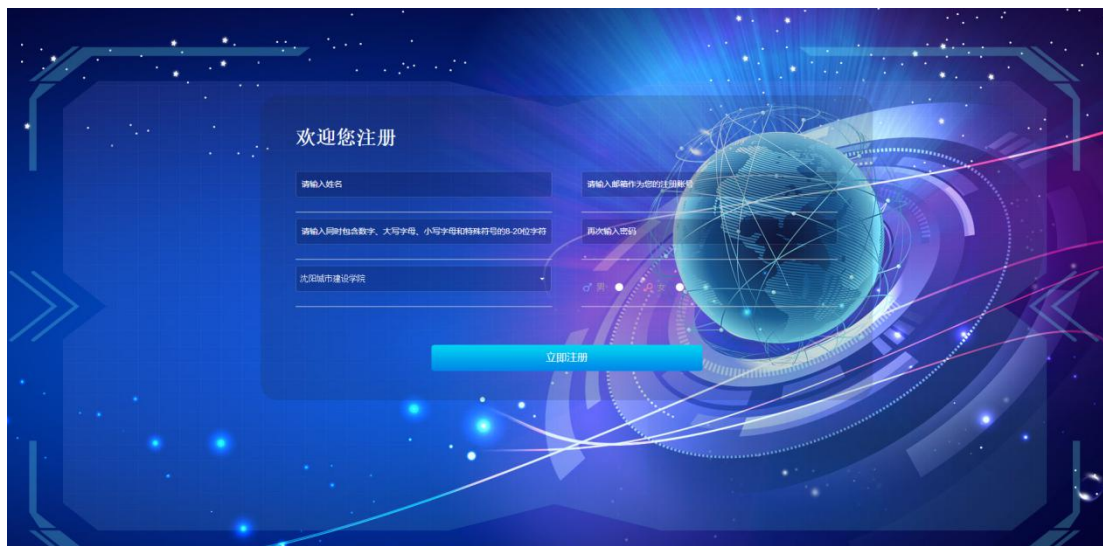 欢迎您注册
请输入姓名
请输入邮箱作为您的注册账号
请输入同时包含数字、大写字母、小写字母和特殊符号的8-20位字符
再次输入密码
沈阳城市建设学院
男 女
立即注册